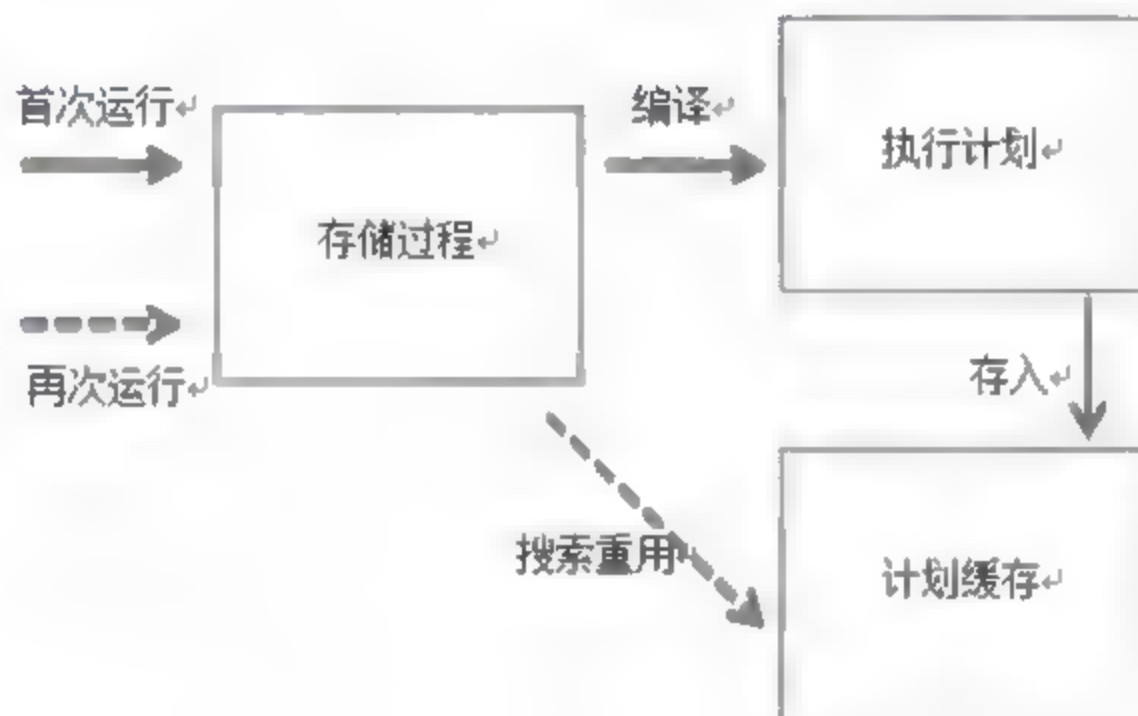 首次运行
编译
执行计划
存储过程
再次运行
存入
搜索重用
计划缓存